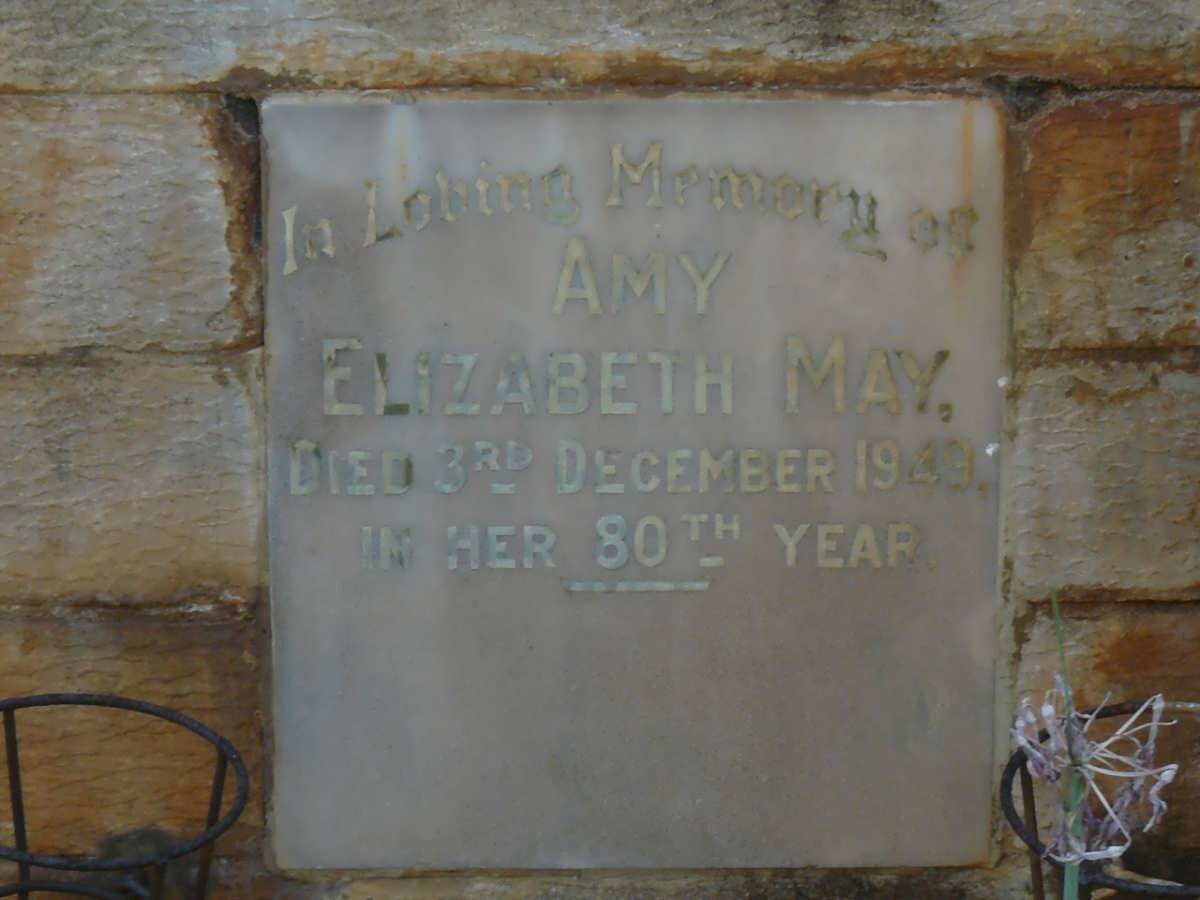 In Loving Memory of
AMY
ELIZABETH MAY,
DIED 3RD DECEMBER 1949,
IN HER 80TH YEAR.